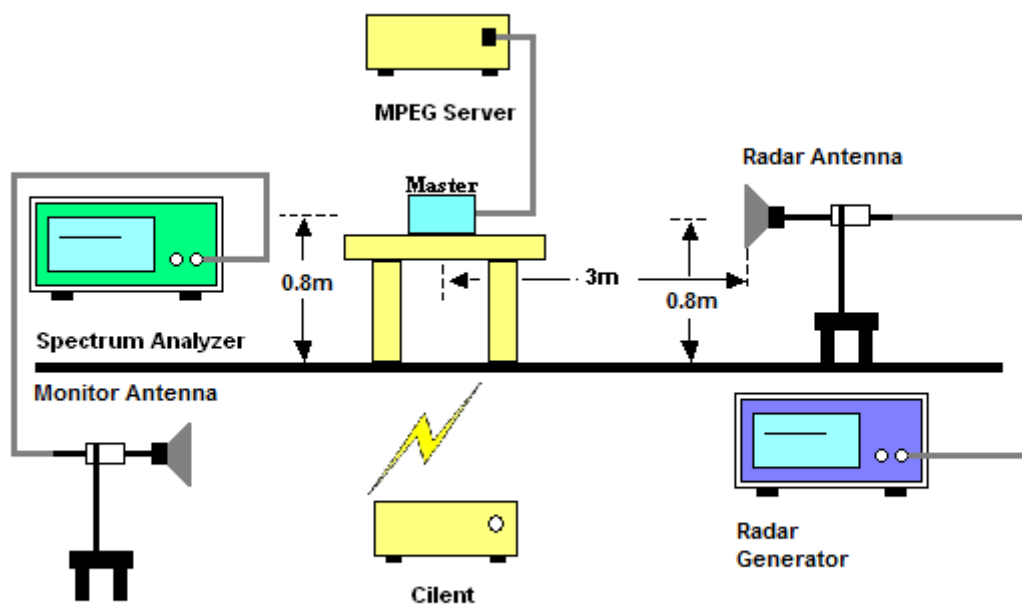 MPEG Server
Radar Antenna
Master
3m
0.8m
0.8m
Spectrum Analyzer
Monitor Antenna
Radar
Generator
Cilent